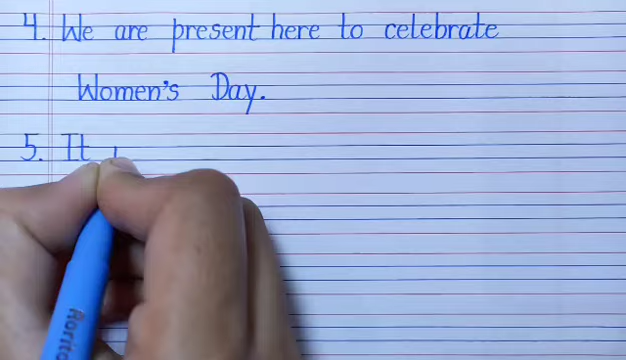 4. We are present here to celebrate
Women's Day.
5. It